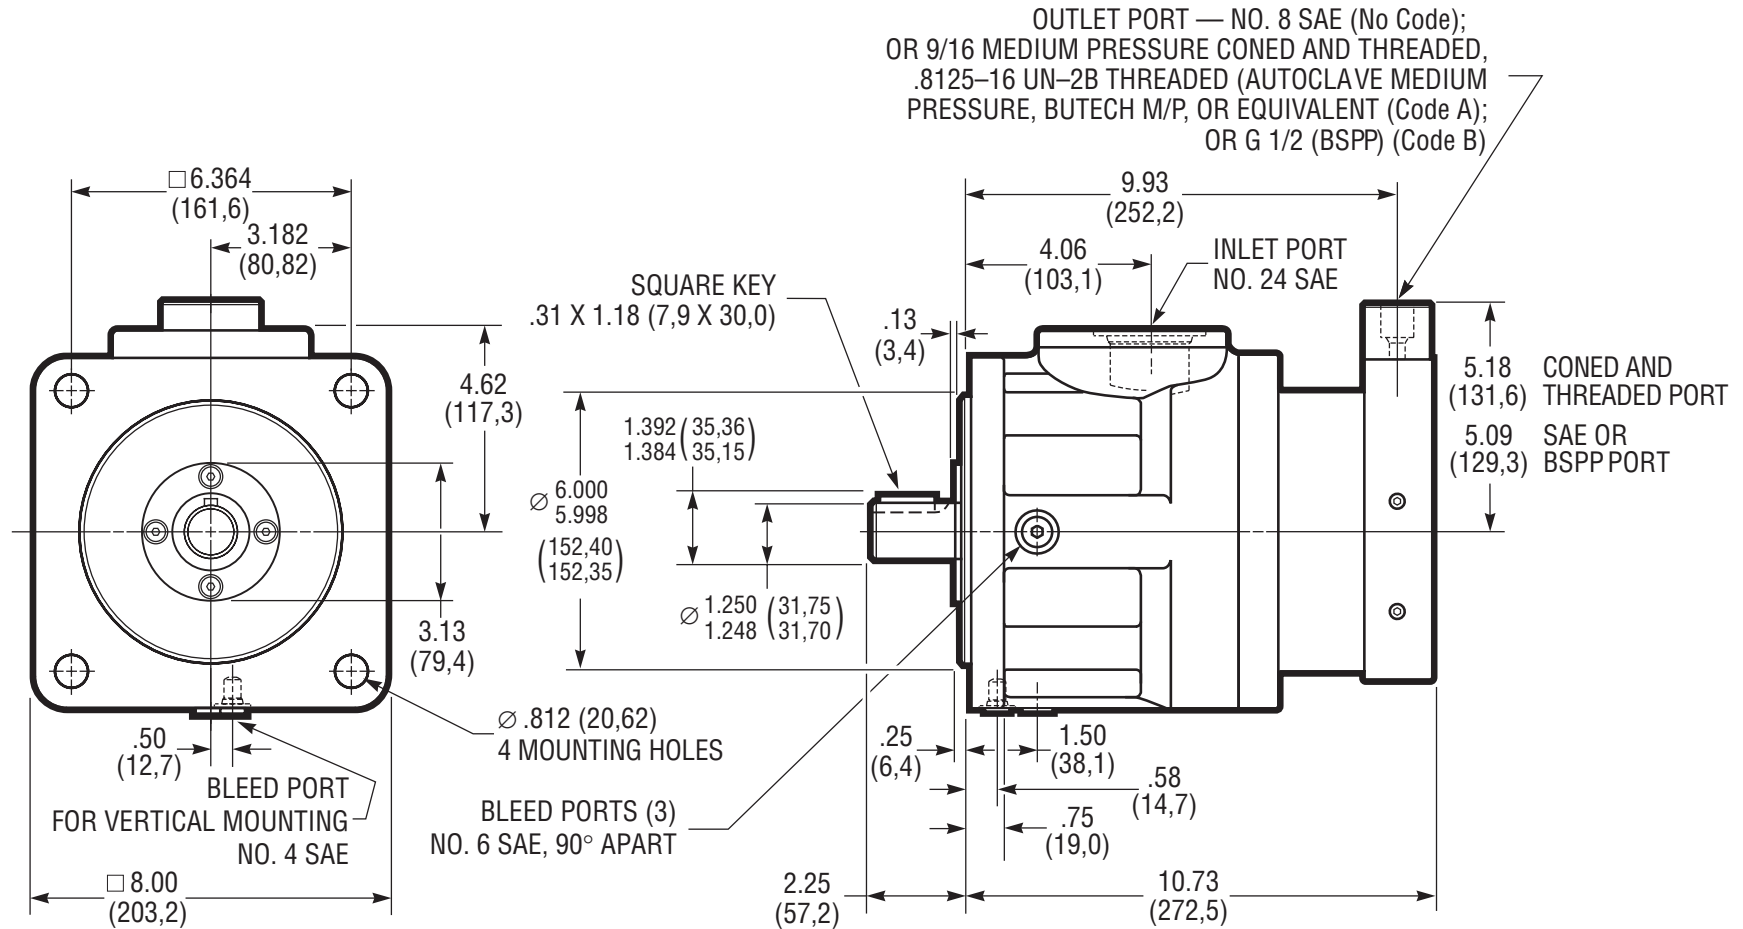 OUTLET PORT — NO. 8 SAE (No Code);
OR 9/16 MEDIUM PRESSURE CONED AND THREADED,
.8125–16 UN–2B THREADED (AUTOCLAVE MEDIUM
PRESSURE, BUTECH M/P, OR EQUIVALENT (Code A);
OR G 1/2 (BSPP) (Code B)
□ 6.364
(161,6)
3.182
(80,82)
4.62
(117,3)
3.13
(79,4)
Ø .812 (20,62)
4 MOUNTING HOLES
.50
(12,7)
BLEED PORT
FOR VERTICAL MOUNTING
NO. 4 SAE
□ 8.00
(203,2)
9.93
(252,2)
4.06
(103,1)
INLET PORT
NO. 24 SAE
SQUARE KEY
.31 X 1.18 (7,9 X 30,0)
.13
(3,4)
1.392 (35,36)
1.384 (35,15)
Ø 6.000
5.998
(152,40)
(152,35)
Ø 1.250 (31,75)
1.248 (31,70)
5.18 CONED AND
(131,6) THREADED PORT
5.09 SAE OR
(129,3) BSPP PORT
.25
(6,4)
1.50
(38,1)
.58
(14,7)
.75
(19,0)
BLEED PORTS (3)
NO. 6 SAE, 90° APART
2.25
(57,2)
10.73
(272,5)